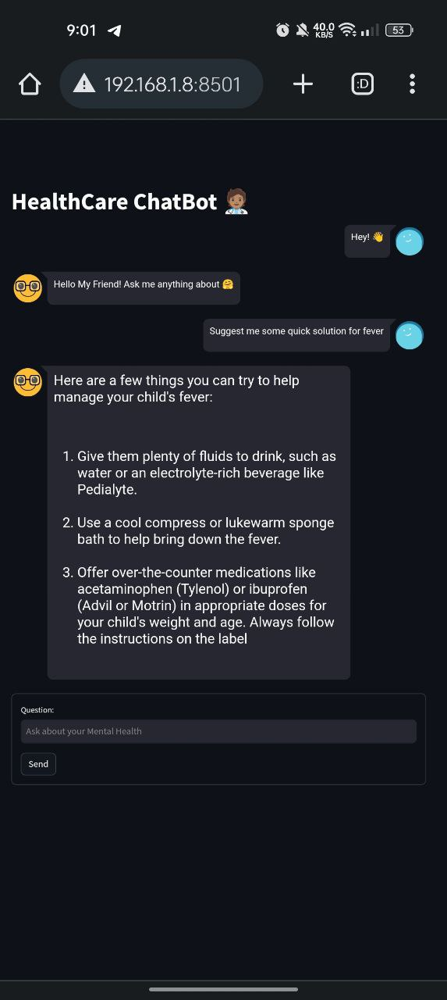 9:01
40.0
KB/S
53
192.168.1.8:8501
:D
HealthCare ChatBot
Hey! 👋
Hello My Friend! Ask me anything about 🤗
Suggest me some quick solution for fever
Here are a few things you can try to help
manage your child's fever:
1. Give them plenty of fluids to drink, such as
water or an electrolyte-rich beverage like
Pedialyte.
2. Use a cool compress or lukewarm sponge
bath to help bring down the fever.
3. Offer over-the-counter medications like
acetaminophen (Tylenol) or ibuprofen
(Advil or Motrin) in appropriate doses for
your child's weight and age. Always follow
the instructions on the label
Question:
Ask about your Mental Health
Send